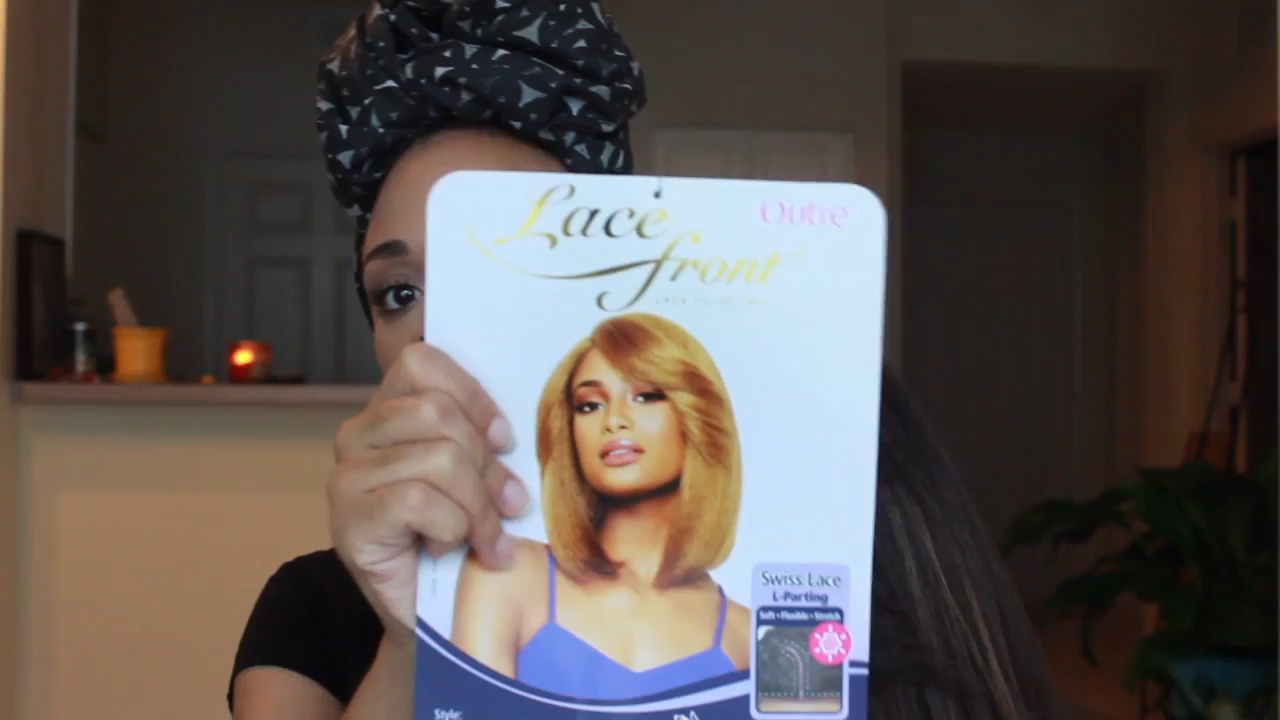 Lace
Outre
front
Swiss Lace
L-Parting
Soft • Flexible • Stretch
Style: